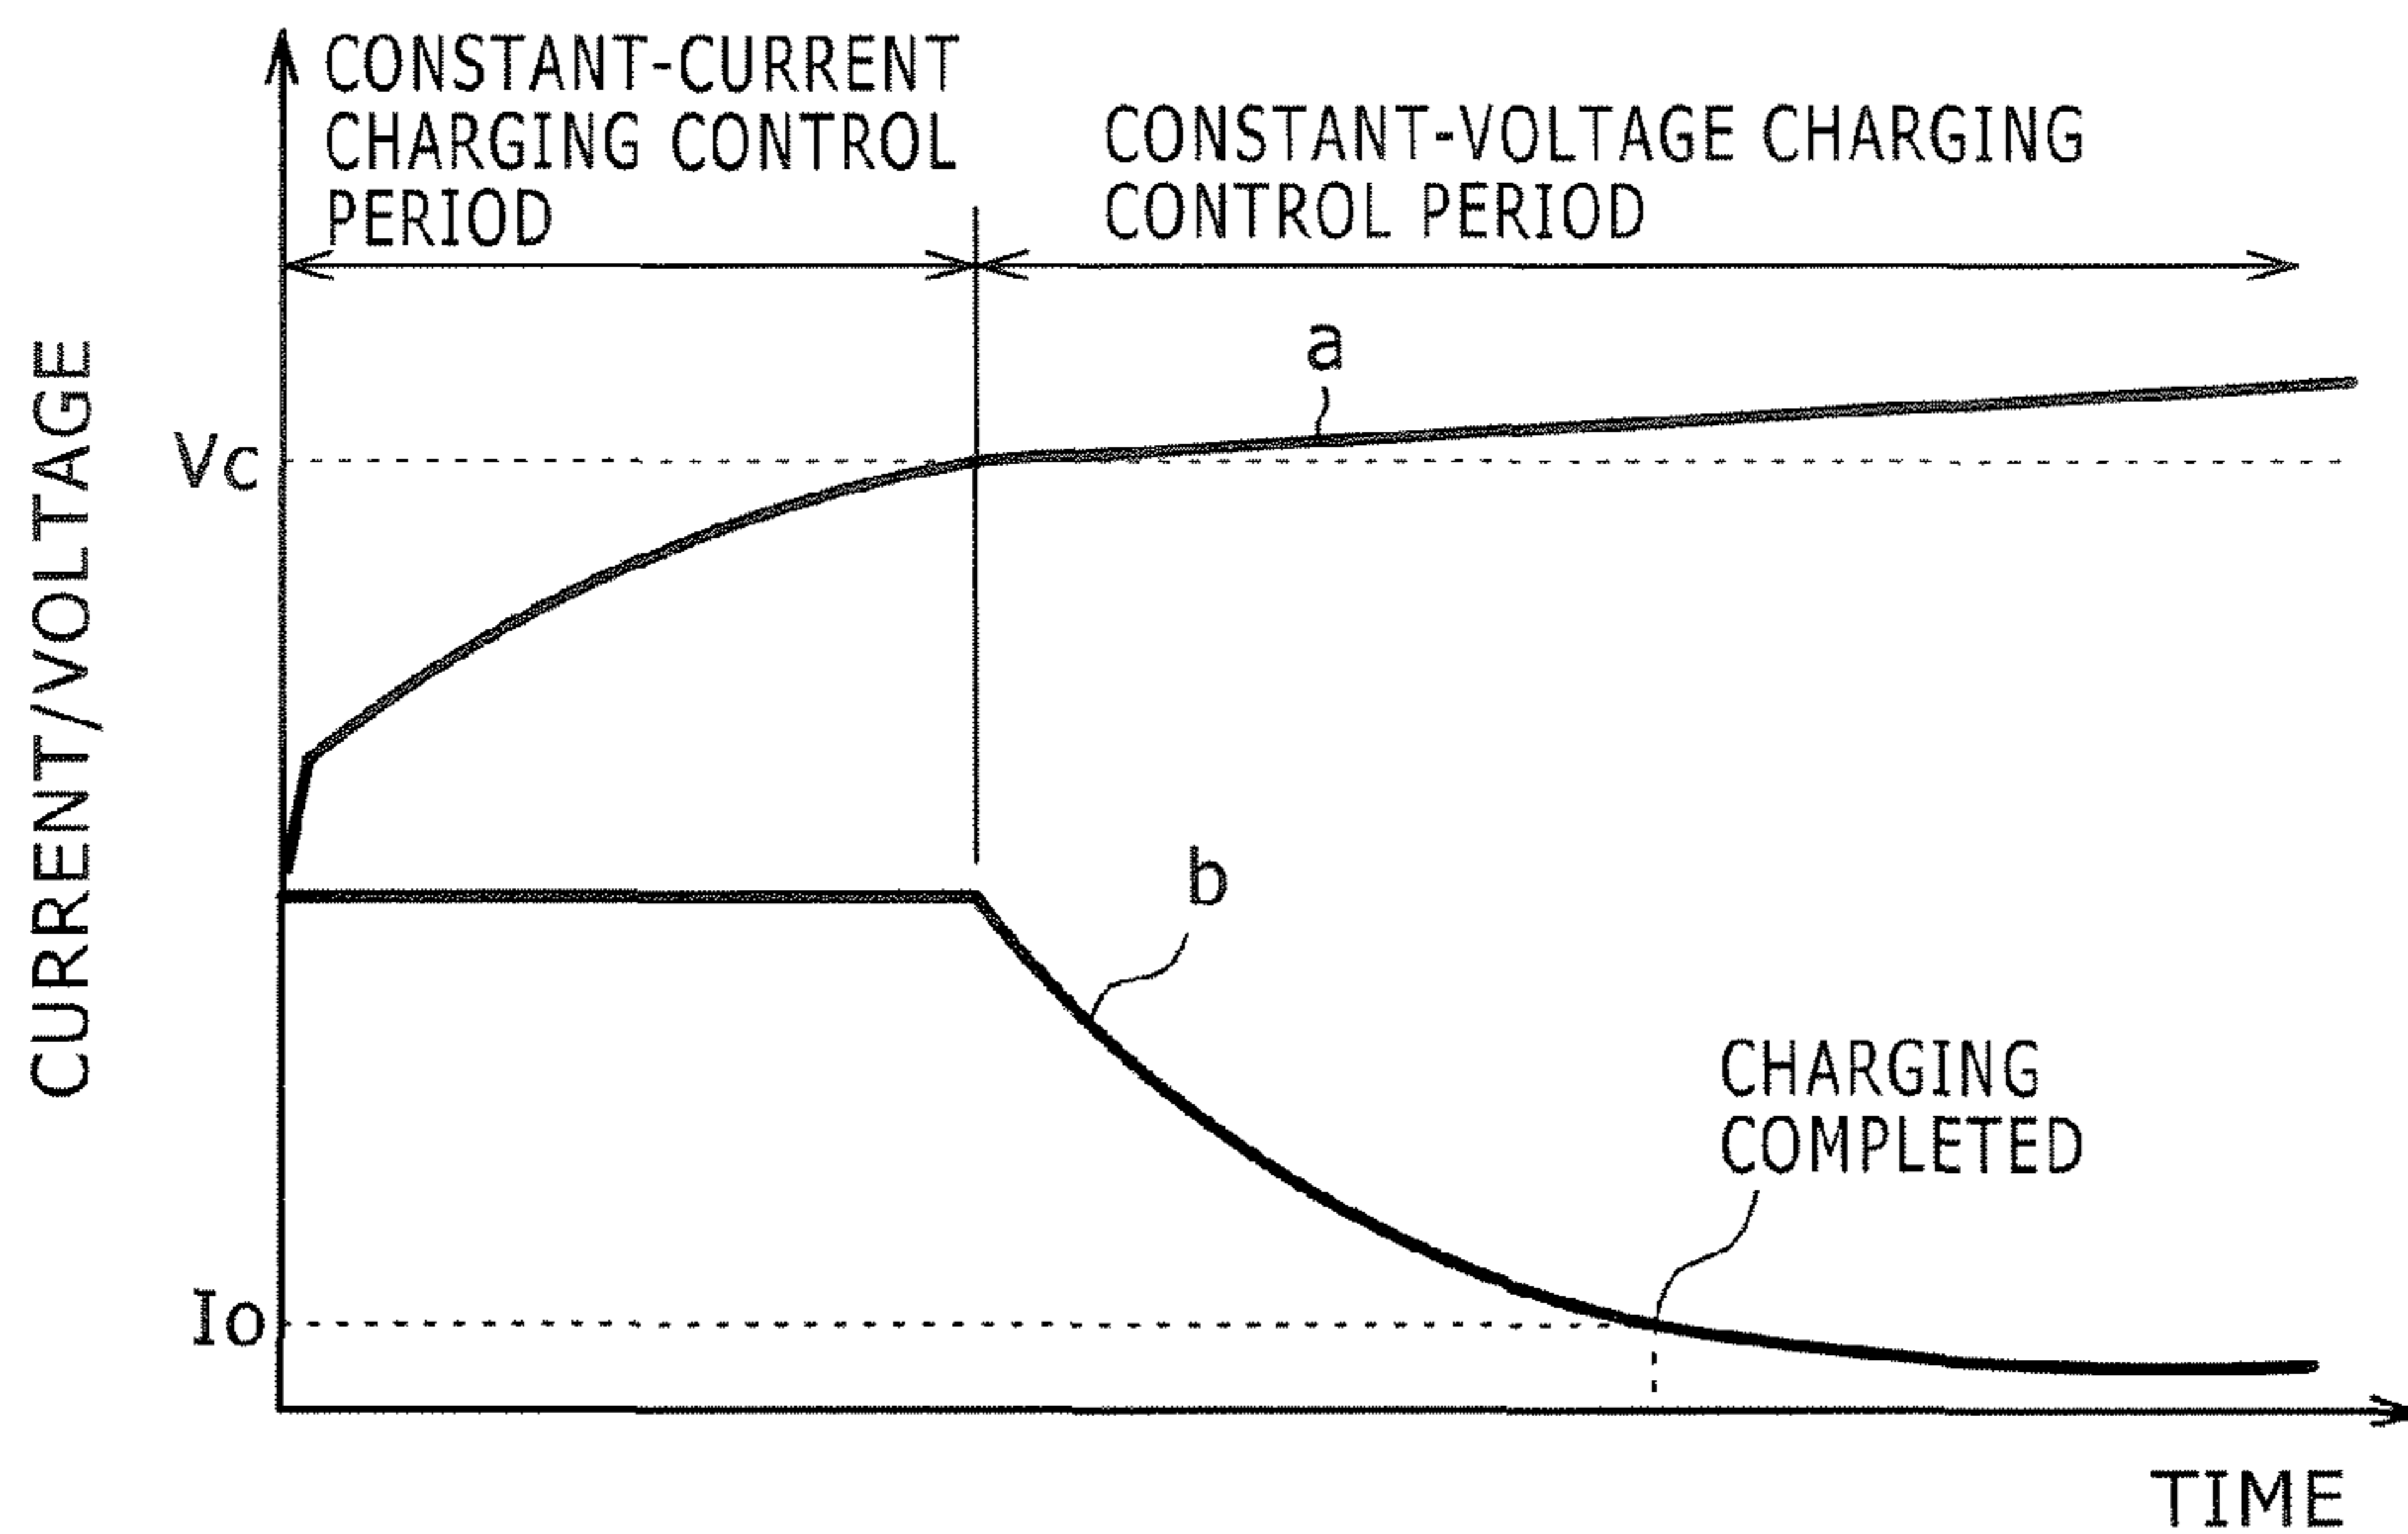 CONSTANT-CURRENT
CHARGING CONTROL
PERIOD
CONSTANT-VOLTAGE CHARGING
CONTROL PERIOD
a
Vc
CURRENT/VOLTAGE
b
CHARGING
COMPLETED
Io
TIME